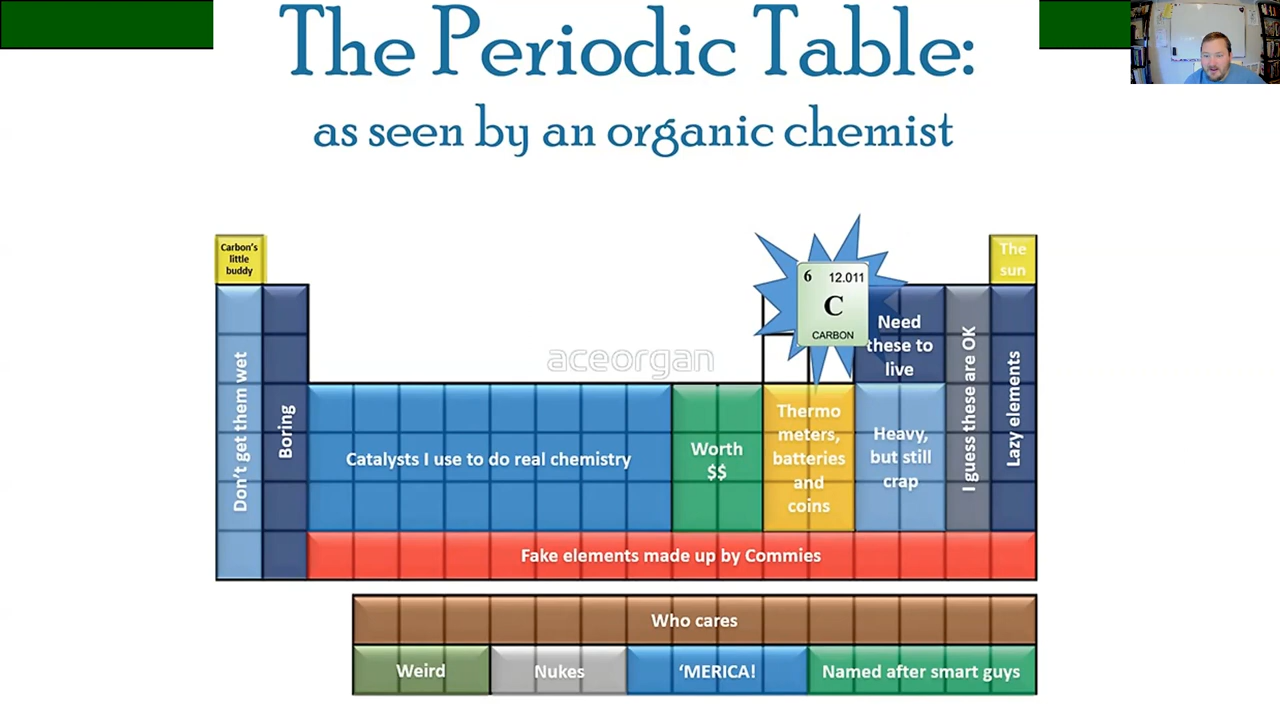 The Periodic Table:
as seen by an organic chemist
Carbon's
little
buddy
The
sun
6 12.011
C
CARBON
Need
these to
live
aceorgan
Don't get them wet
Boring
Catalysts I use to do real chemistry
Worth
$$
Thermo
meters,
batteries
and
coins
Heavy,
but still
crap
I guess these are OK
Lazy elements
Fake elements made up by Commies
Who cares
Weird
Nukes
‘MERICA!
Named after smart guys